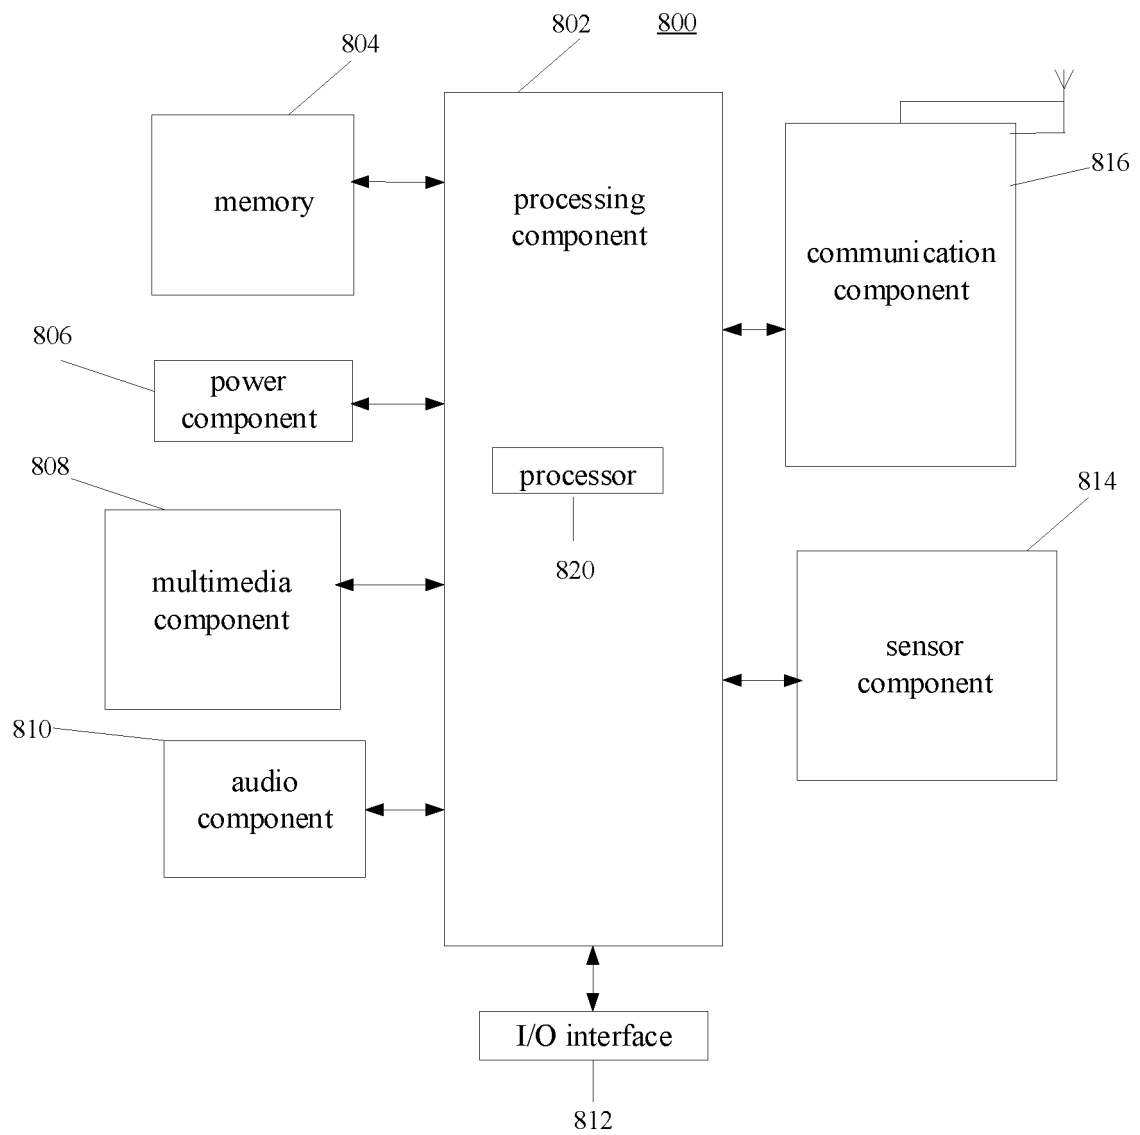 802
800
804
816
memory
processing
component
communication
component
806
power
component
808
processor
814
820
multimedia
component
sensor
component
810
audio
component
I/O interface
812